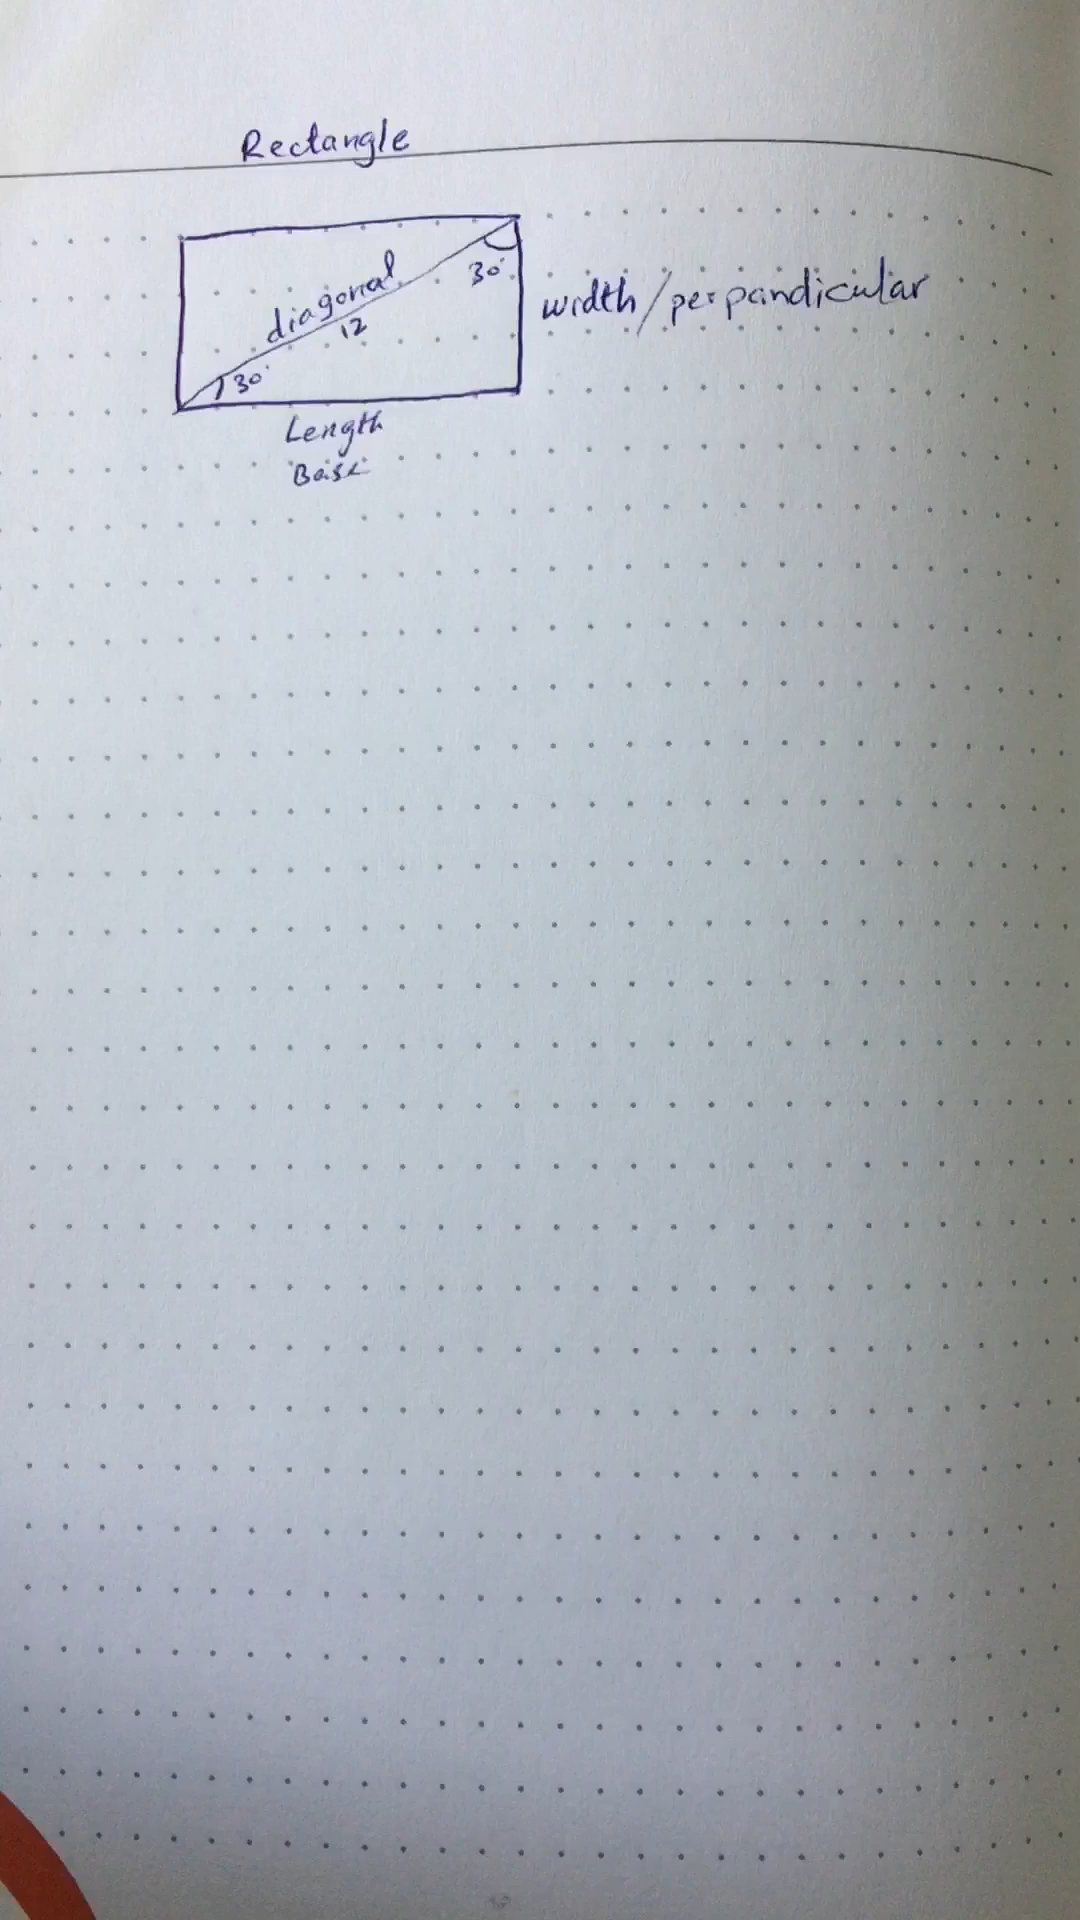 Rectangle
diagonal
30°
width/perpandicular
12
30°
Length
Base